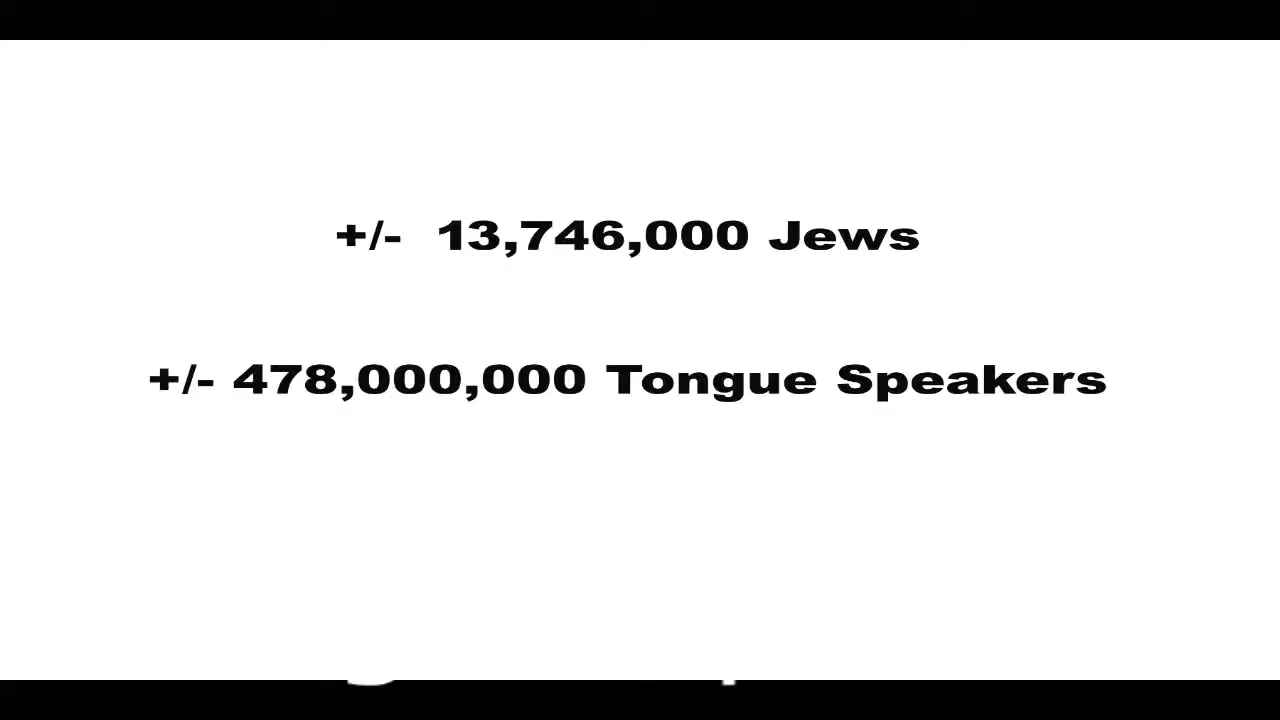 +/- 13,746,000 Jews
+/- 478,000,000 Tongue Speakers